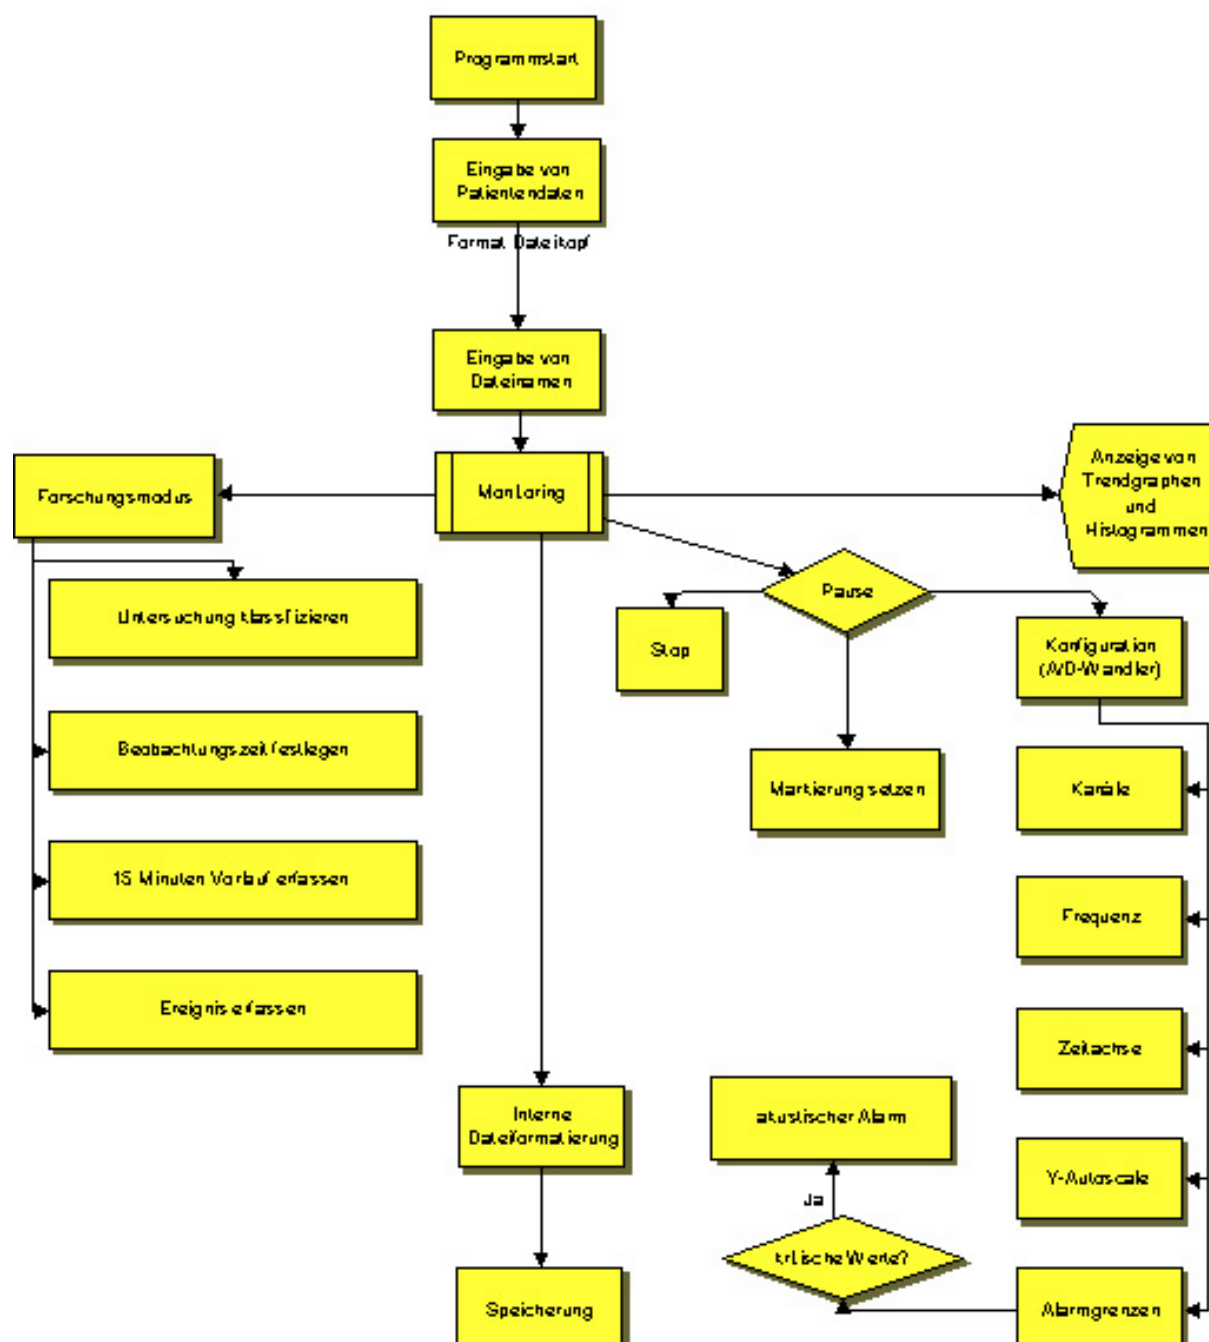 Programmstart
Eingabe von
Patientendaten
Format Dateikopf
Eingabe von
Dateinamen
Monitoring
Forschungsmodus
Anzeige von
Trendgraphen
und
Histogrammen
Pause
Stop
Konfiguration
(A/D-Wandler)
Untersuchung klassifizieren
Beobachtungszeit festlegen
Markierung setzen
Kanäle
15 Minuten Vorlauf erfassen
Frequenz
Ereignis erfassen
Zeitachse
Interne
Dateiformatierung
akustischer Alarm
Y-Autoscale
Ja
kritische Werte?
Speicherung
Alarmgrenzen